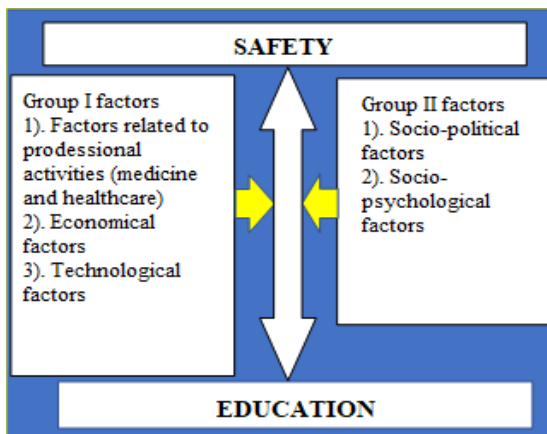 SAFETY
Group I factors
1). Factors related to
prodessional
activities (medicine
and healthcare)
2). Economical
factors
3). Technological
factors
Group II factors
1). Socio-political
factors
2). Socio-
psychological
factors
EDUCATION